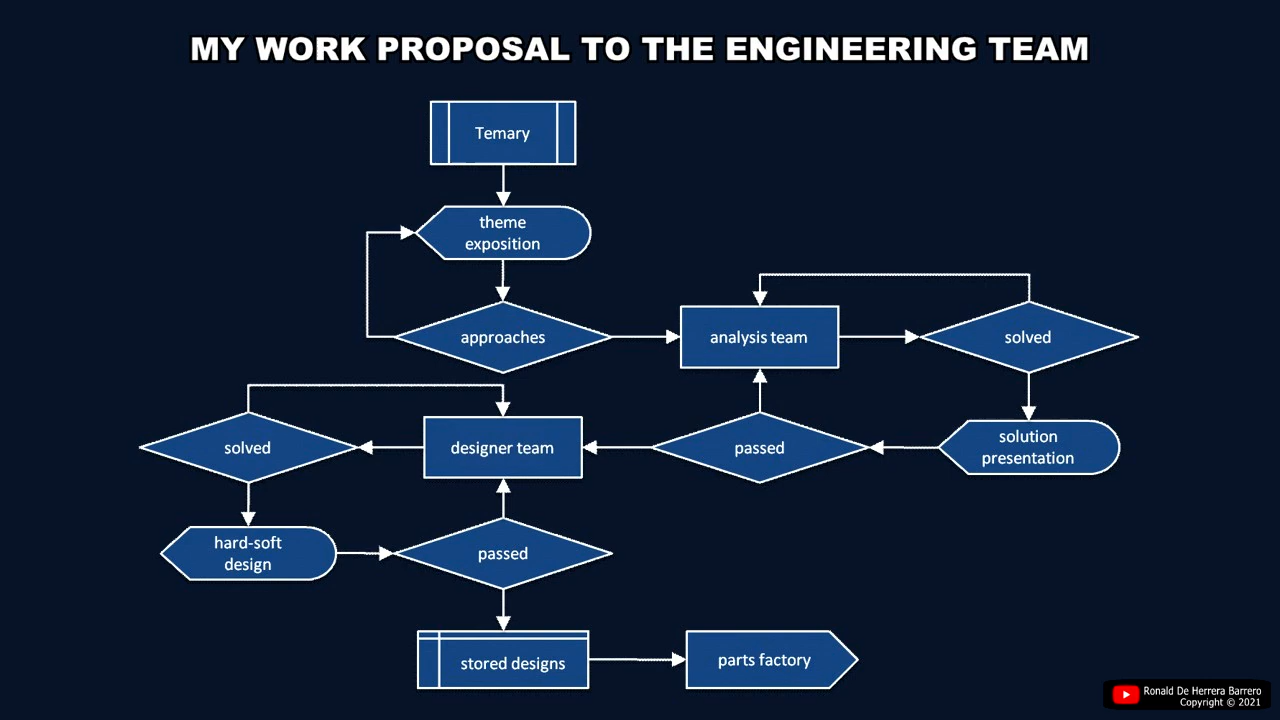 MY WORK PROPOSAL TO THE ENGINEERING TEAM
Temary
theme
exposition
approaches
analysis team
solved
solved
designer team
passed
solution
presentation
hard-soft
design
passed
stored designs
parts factory
Ronald De Herrera Barrero
Copyright © 2021